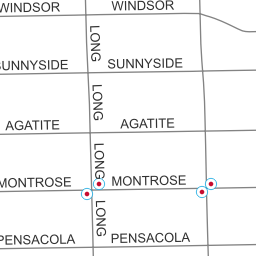 WINDSOR
WINDSOR
LONG
SUNNYSIDE
SUNNYSIDE
LONG
AGATITE
AGATITE
LONG
MONTROSE
MONTROSE
LONG
PENSACOLA
PENSACOLA